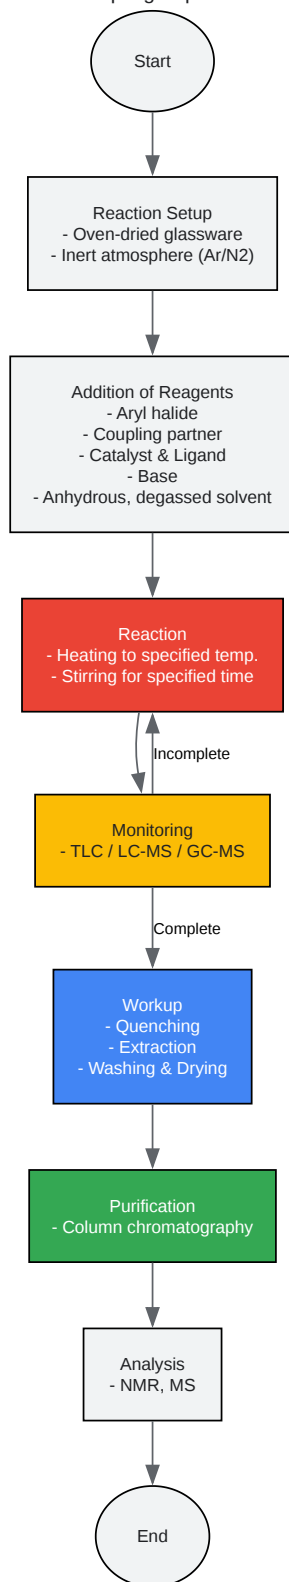 Start
Reaction Setup
- Oven-dried glassware
- Inert atmosphere (Ar/N2)
Addition of Reagents
- Aryl halide
- Coupling partner
- Catalyst & Ligand
- Base
- Anhydrous, degassed solvent
Reaction
- Heating to specified temp.
- Stirring for specified time
Incomplete
Monitoring
- TLC / LC-MS / GC-MS
Complete
Workup
- Quenching
- Extraction
- Washing & Drying
Purification
- Column chromatography
Analysis
- NMR, MS
End